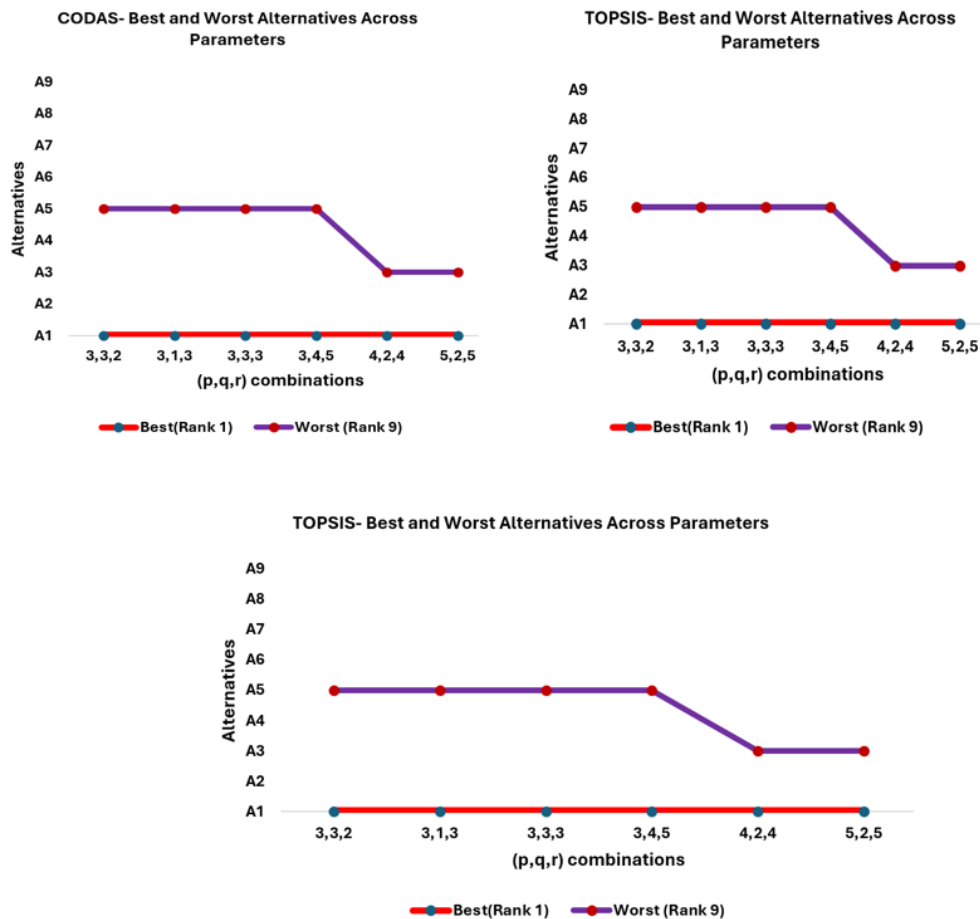 CODAS- Best and Worst Alternatives Across
Parameters
A9
A8
A7
A6
A5
A4
A3
A2
A1
Alternatives
3,3,2 3,1,3 3,3,3 3,4,5 4,2,4 5,2,5
(p,q,r) combinations
Best(Rank 1) Worst (Rank 9)
TOPSIS- Best and Worst Alternatives Across
Parameters
A9
A8
A7
A6
A5
A4
A3
A2
A1
Alternatives
3,3,2 3,1,3 3,3,3 3,4,5 4,2,4 5,2,5
(p,q,r) combinations
Best(Rank 1) Worst (Rank 9)
TOPSIS- Best and Worst Alternatives Across Parameters
A9
A8
A7
A6
A5
A4
A3
A2
A1
Alternatives
3,3,2 3,1,3 3,3,3 3,4,5 4,2,4 5,2,5
(p,q,r) combinations
Best(Rank 1) Worst (Rank 9)